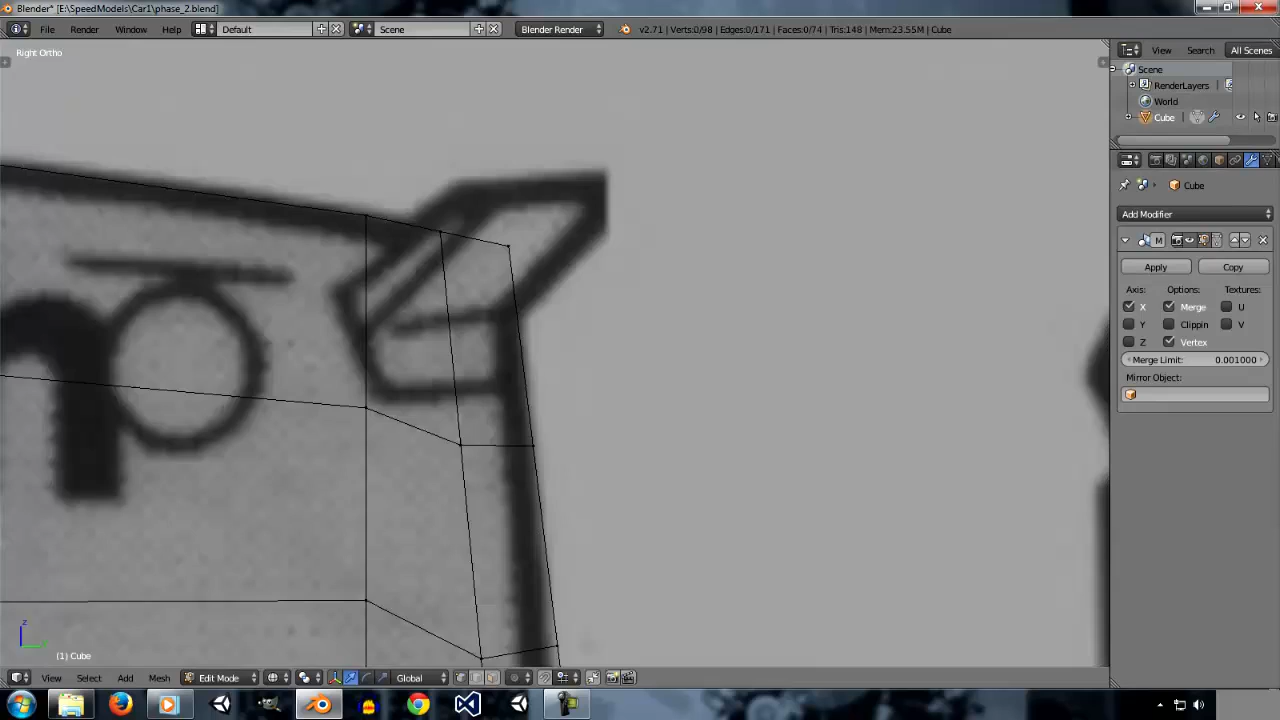 Blender* [E:\SpeedModels\Car1\phase_2.blend]
File Render Window Help Default Scene Blender Render v2.71 | Verts:0/98 | Edges:0/171 | Faces:0/74 | Tris:148 | Mem:23.55M | Cube
Right Ortho
View Search All Scenes
Scene
RenderLayers
World
Cube
Cube
Add Modifier
M
Apply Copy
Axis: Options: Textures:
X Merge U
Y Clippin V
Z Vertex
Merge Limit: 0.001000
Mirror Object:
z
(1) Cube
View Select Add Mesh Edit Mode Global